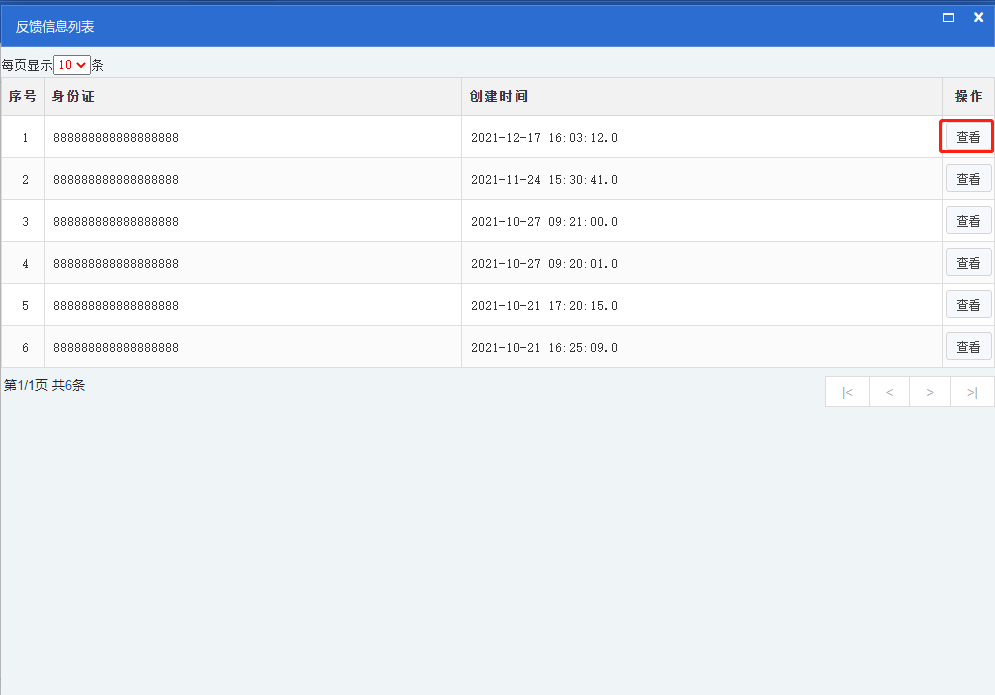 反馈信息列表
每页显示 10 条
序号 身份证 创建时间 操作
1 888888888888888888 2021-12-17 16:03:12.0 查看
2 888888888888888888 2021-11-24 15:30:41.0 查看
3 888888888888888888 2021-10-27 09:21:00.0 查看
4 888888888888888888 2021-10-27 09:20:01.0 查看
5 888888888888888888 2021-10-21 17:20:15.0 查看
6 888888888888888888 2021-10-21 16:25:09.0 查看
第1/1页 共6条 |< < > >|